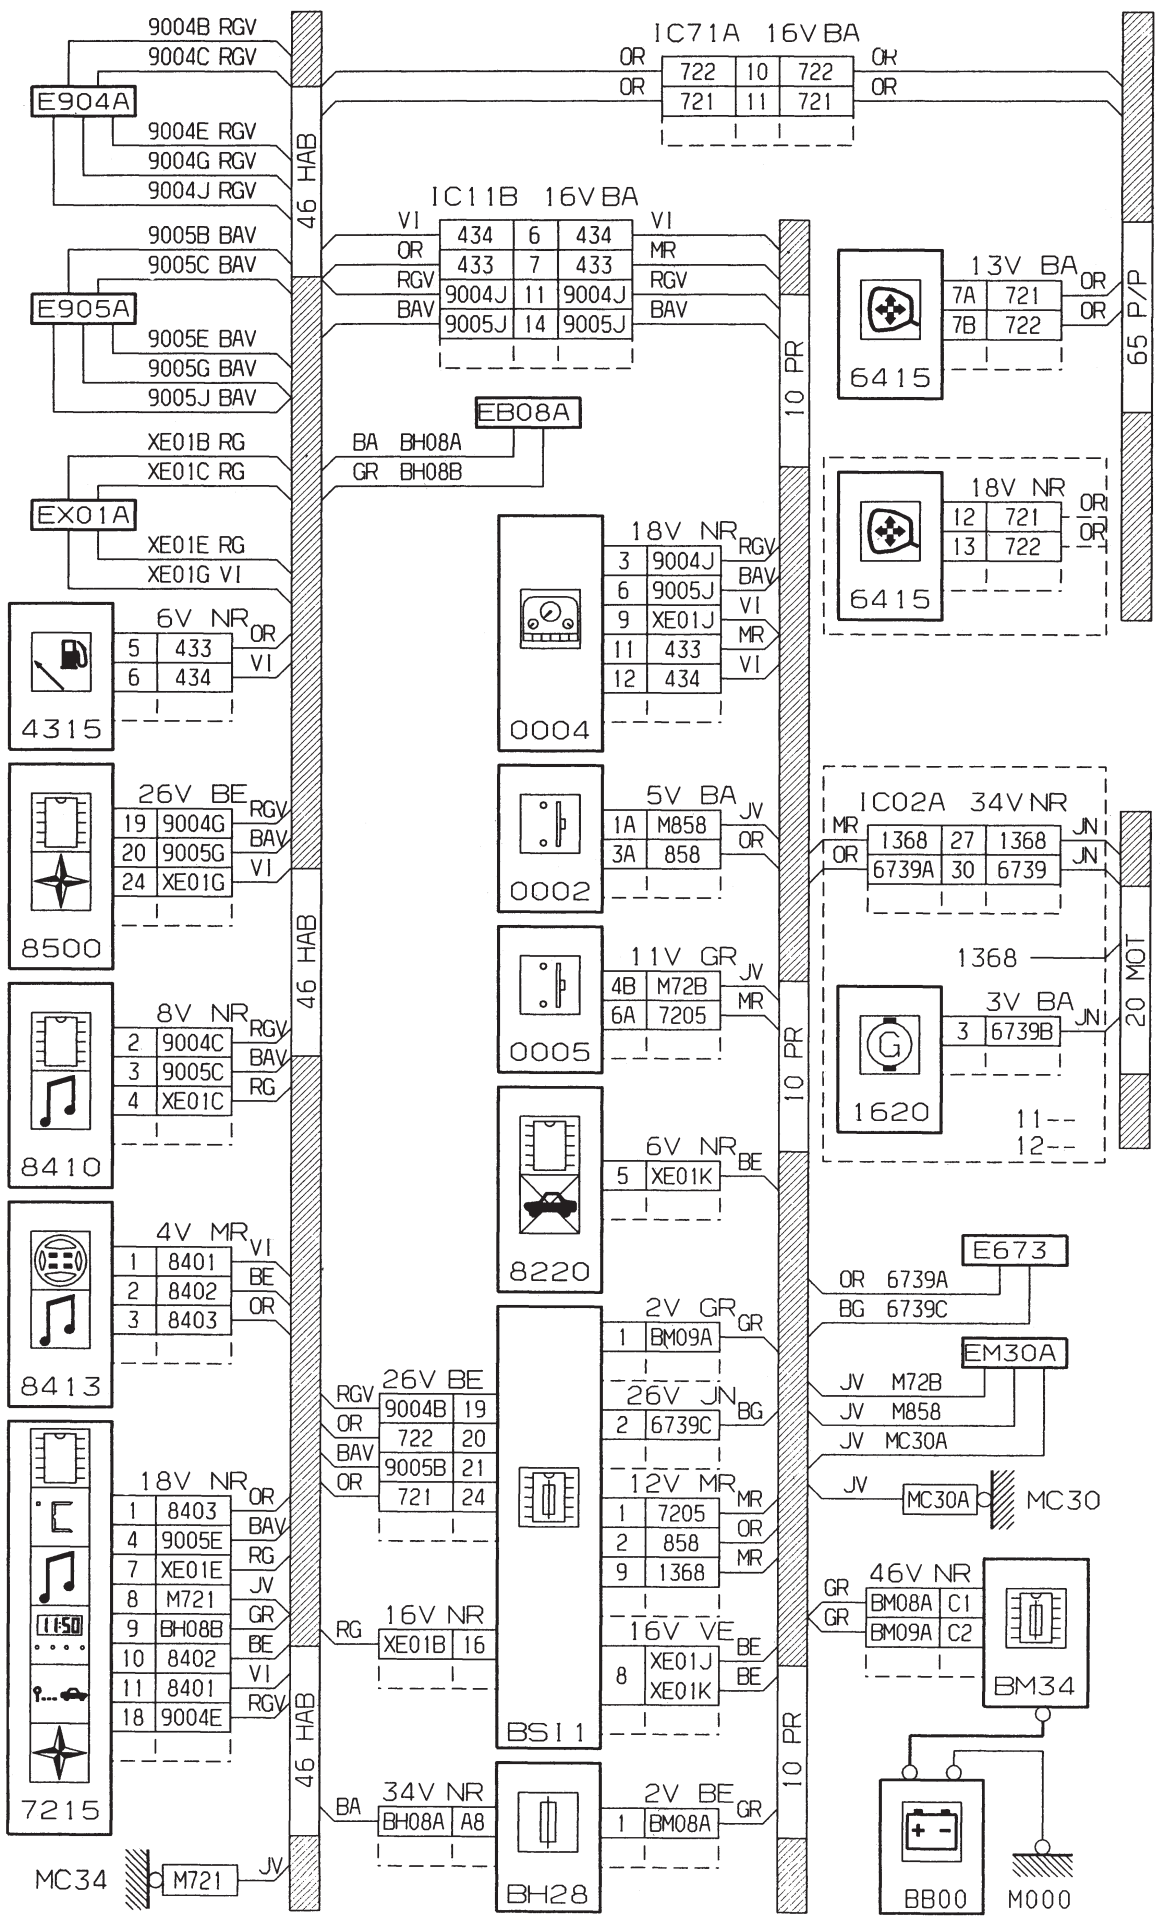 9004B RGV
9004C RGV
E904A
9004E RGV
9004G RGV
9004J RGV
9005B BAV
9005C BAV
E905A
9005E BAV
9005G BAV
9005J BAV
XE01B RG
XE01C RG
EX01A
XE01E RG
XE01G VI
46 HAB
IC71A 16V BA
OR 722 10 722 OR
OR 721 11 721 OR
IC11B 16V BA
VI 434 6 434 VI
OR 433 7 433 MR
RGV 9004J 11 9004J RGV
BAV 9005J 14 9005J BAV
10 PR
65 P/P
13V BA
7A 721 OR
7B 722 OR
6415
18V NR
12 721 OR
13 722 OR
6415
EB08A
BA BH08A
GR BH08B
6V NR
5 433 OR
6 434 VI
4315
18V NR
3 9004J RGV
6 9005J BAV
9 XE01J VI
11 433 MR
12 434 VI
0004
26V BE
19 9004G RGV
20 9005G BAV
24 XE01G VI
8500
46 HAB
5V BA
1A M858 JV
3A 858 OR
0002
11V GR
4B M72B JV
6A 7205 MR
0005
10 PR
IC02A 34V NR
MR 1368 27 1368 JN
OR 6739A 30 6739 JN
1368
20 MOT
3V BA
3 6739B JN
G
1620
11--
12--
8V NR
2 9004C RGV
3 9005C BAV
4 XE01C RG
8410
6V NR
5 XE01K BE
8220
4V MR
1 8401 VI
2 8402 BE
3 8403 OR
8413
E673
OR 6739A
BG 6739C
EM30A
JV M72B
JV M858
JV MC30A
JV MC30A MC30
2V GR
1 BM09A GR
26V JN
2 6739C BG
12V MR
1 7205 MR
2 858 OR
9 1368 MR
16V VE
8 XE01J BE
XE01K BE
26V BE
RGV 9004B 19
OR 722 20
BAV 9005B 21
OR 721 24
16V NR
RG XE01B 16
BSI1
°C
11:50
18V NR
1 8403 OR
4 9005E BAV
7 XE01E RG
8 M721 JV
9 BH08B GR
10 8402 BE
11 8401 VI
18 9004E RGV
7215
46 HAB
10 PR
46V NR
GR BM08A C1
GR BM09A C2
BM34
34V NR
BA BH08A A8
2V BE
1 BM08A GR
BH28
MC34 M721 JV
+ -
BB00
M000